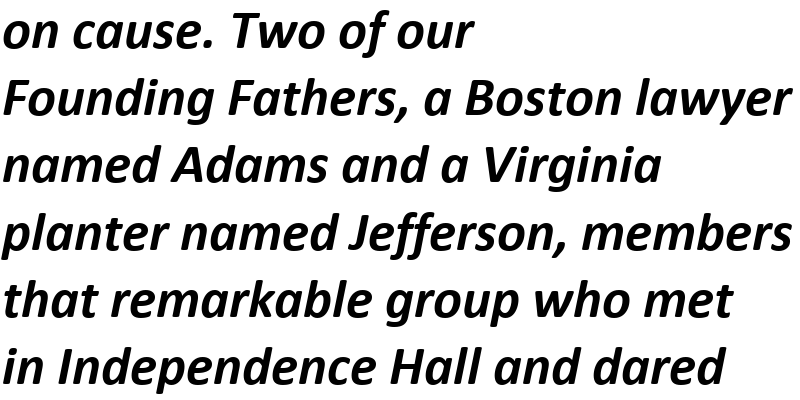 on cause. Two of our
Founding Fathers, a Boston lawyer
named Adams and a Virginia
planter named Jefferson, members
that remarkable group who met
in Independence Hall and dared